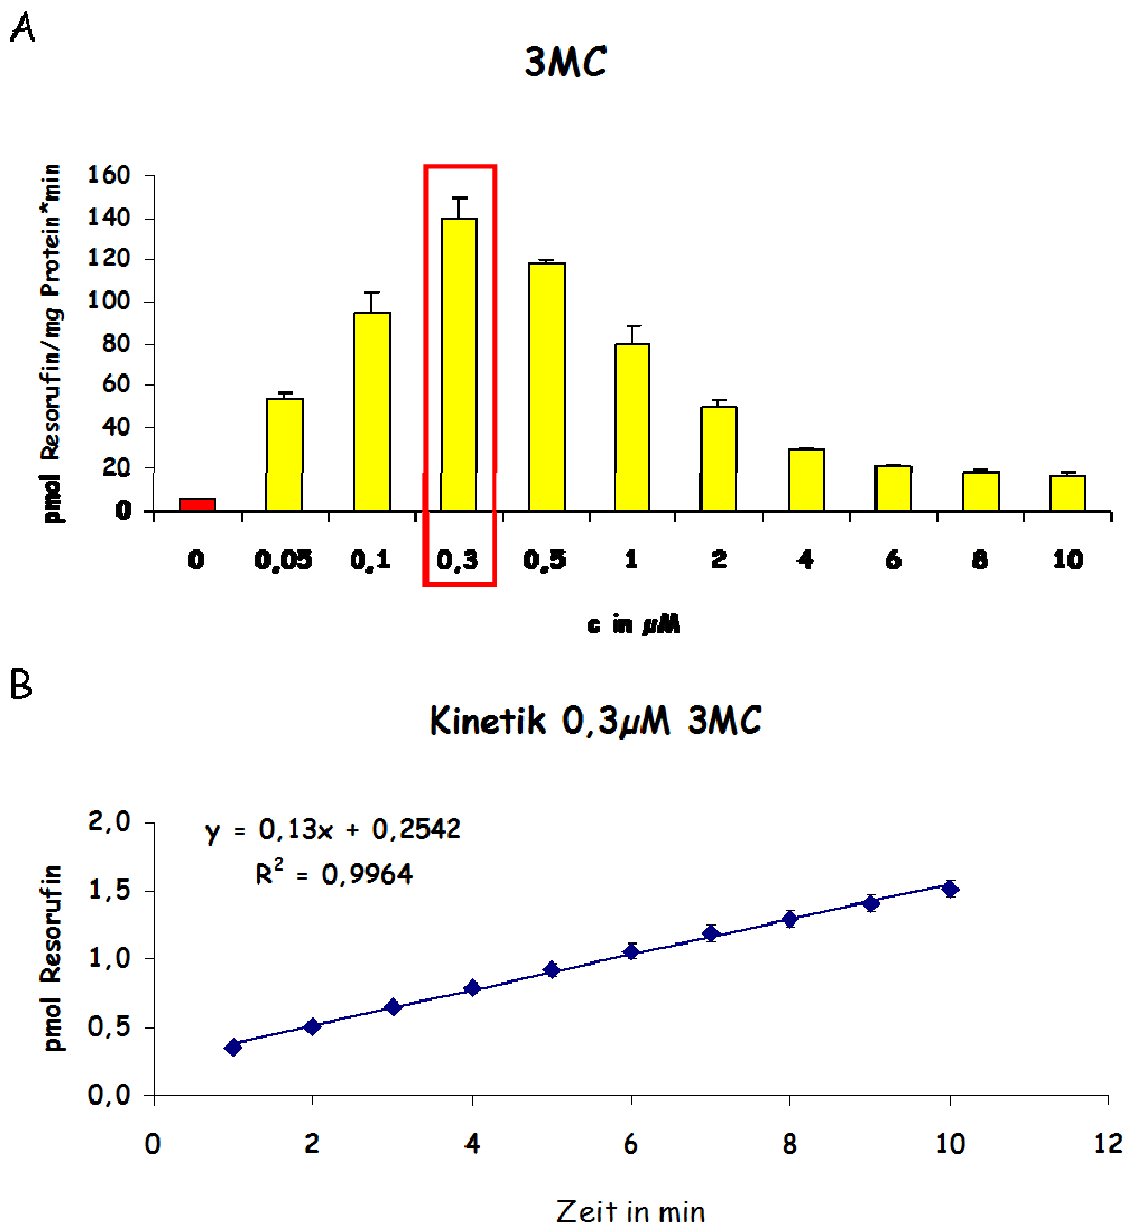 A
3MC
pmol Resorufin/mg Protein*min
160
140
120
100
80
60
40
20
0
0 0,05 0,1 0,3 0,5 1 2 4 6 8 10
c in µM
B
Kinetik 0,3µM 3MC
y = 0,13x + 0,2542
R² = 0,9964
pmol Resorufin
2,0
1,5
1,0
0,5
0,0
0 2 4 6 8 10 12
Zeit in min